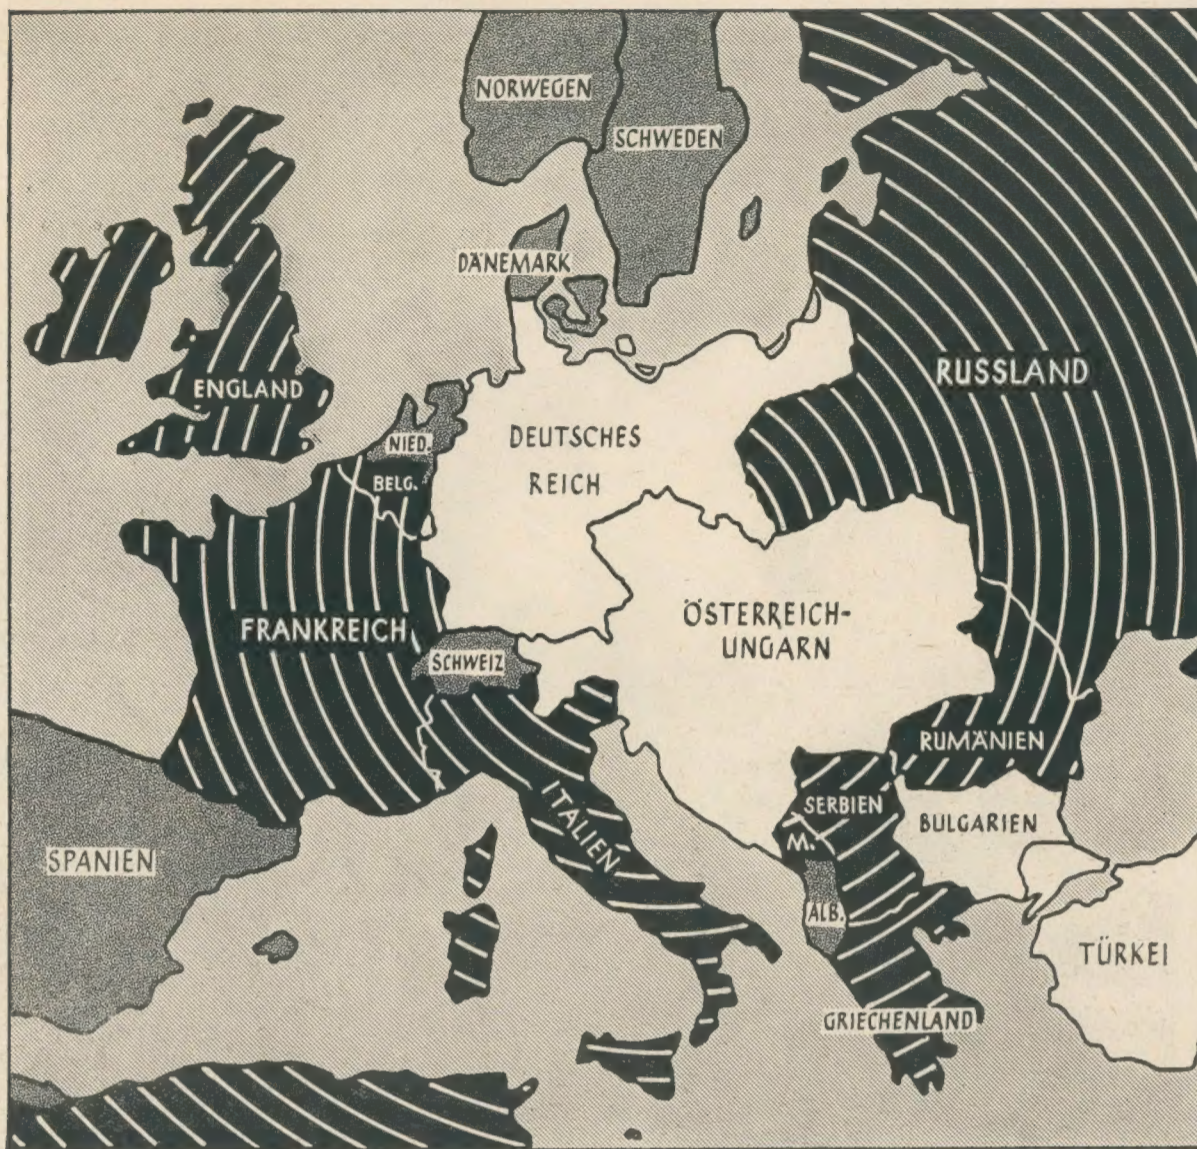 NORWEGEN
SCHWEDEN
DÄNEMARK
ENGLAND
RUSSLAND
NIED.
BELG.
DEUTSCHES
REICH
FRANKREICH
SCHWEIZ
ÖSTERREICH-
UNGARN
RUMÄNIEN
ITALIEN
SERBIEN
BULGARIEN
M.
SPANIEN
ALB.
TÜRKEI
GRIECHENLAND